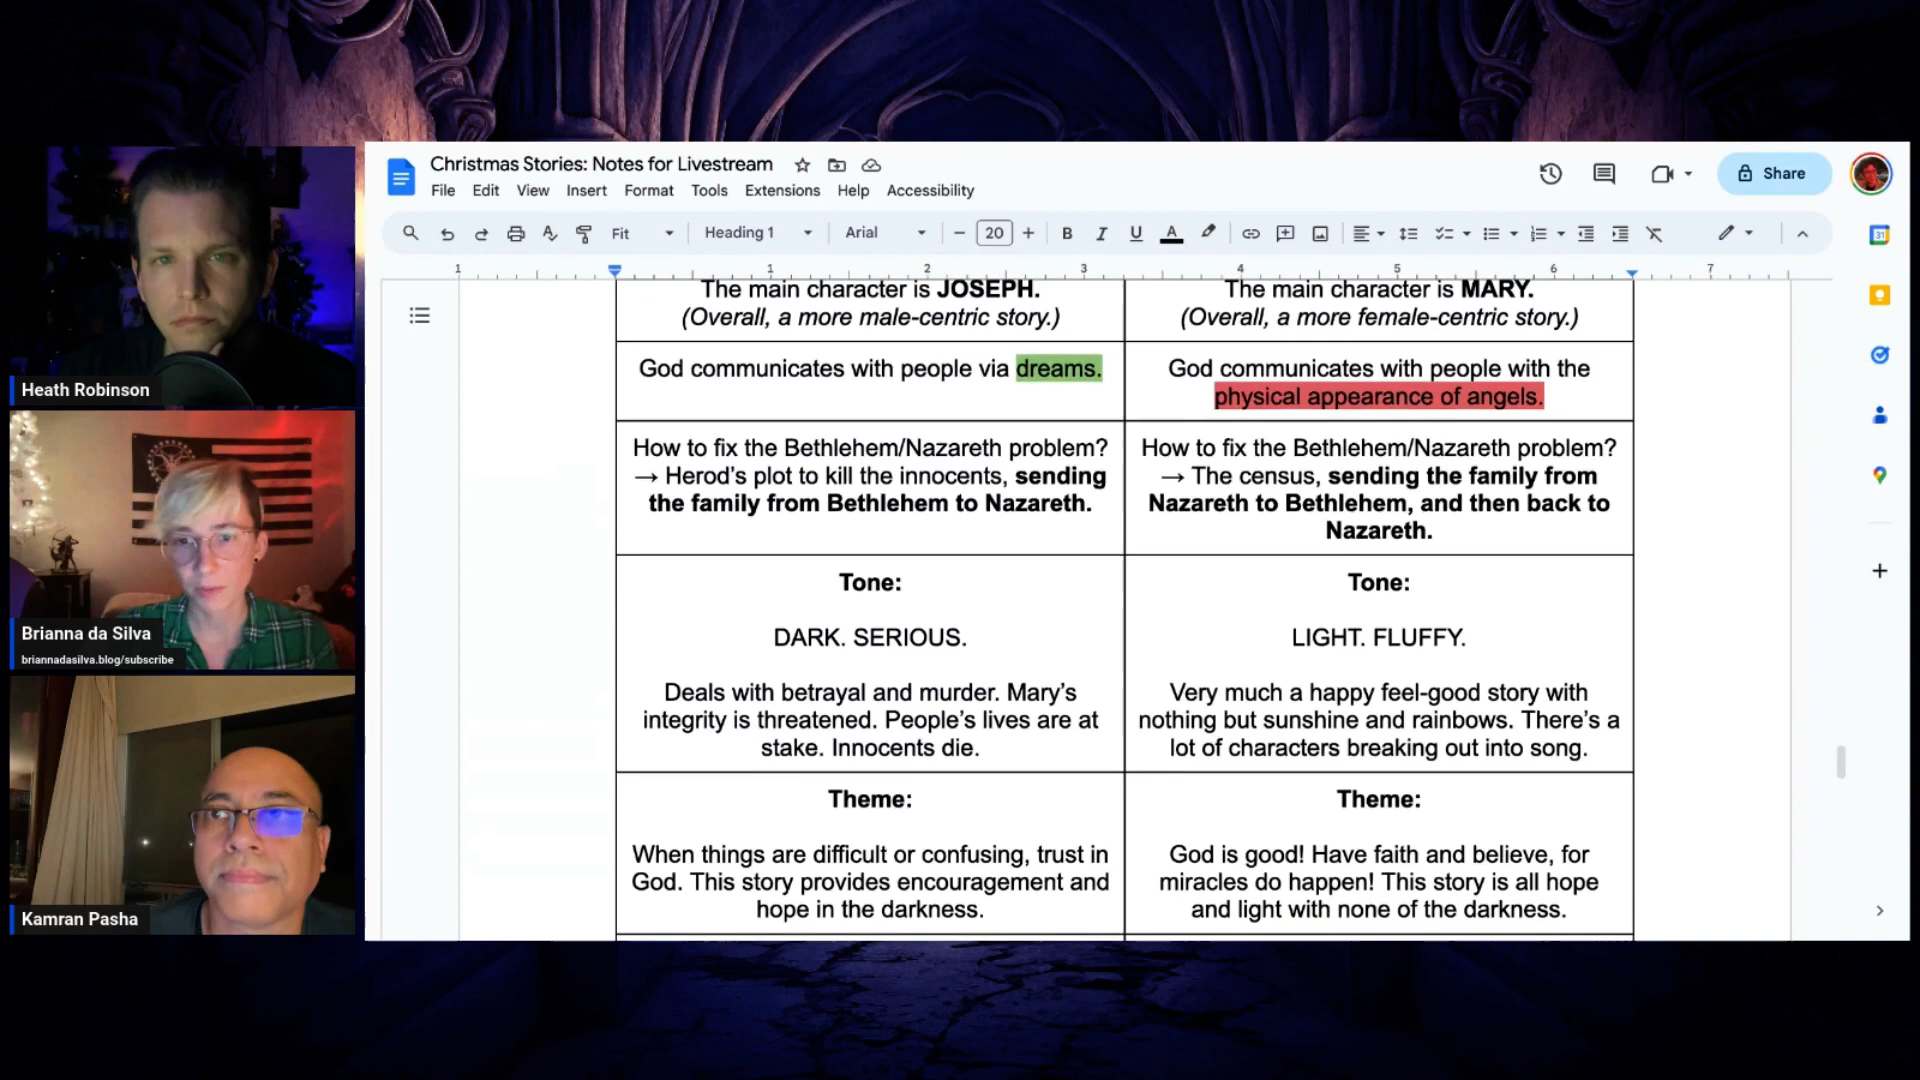 Christmas Stories: Notes for Livestream
File Edit View Insert Format Tools Extensions Help Accessibility
Share
Fit Heading 1 Arial 20 B I U A
31
1 1 2 3 4 5 6 7
The main character is JOSEPH.
(Overall, a more male-centric story.)
The main character is MARY.
(Overall, a more female-centric story.)
God communicates with people via dreams.
God communicates with people with the
physical appearance of angels.
How to fix the Bethlehem/Nazareth problem?
→ Herod’s plot to kill the innocents, sending
the family from Bethlehem to Nazareth.
How to fix the Bethlehem/Nazareth problem?
→ The census, sending the family from
Nazareth to Bethlehem, and then back to
Nazareth.
Tone:
DARK. SERIOUS.
Deals with betrayal and murder. Mary’s
integrity is threatened. People’s lives are at
stake. Innocents die.
Tone:
LIGHT. FLUFFY.
Very much a happy feel-good story with
nothing but sunshine and rainbows. There’s a
lot of characters breaking out into song.
Theme:
When things are difficult or confusing, trust in
God. This story provides encouragement and
hope in the darkness.
Theme:
God is good! Have faith and believe, for
miracles do happen! This story is all hope
and light with none of the darkness.
Heath Robinson
Brianna da Silva
briannadasilva.blog/subscribe
Kamran Pasha